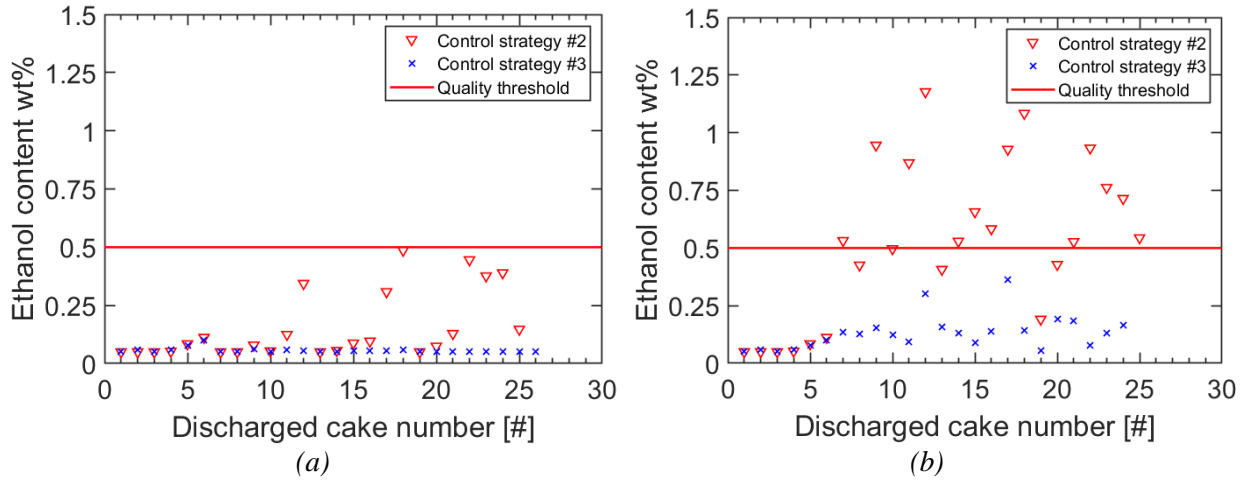 Ethanol content wt%
1.5
1.25
1
0.75
0.5
0.25
0
0 5 10 15 20 25 30
Control strategy #2
Control strategy #3
Quality threshold
Discharged cake number [#]
(a)
Ethanol content wt%
1.5
1.25
1
0.75
0.5
0.25
0
0 5 10 15 20 25 30
Control strategy #2
Control strategy #3
Quality threshold
Discharged cake number [#]
(b)